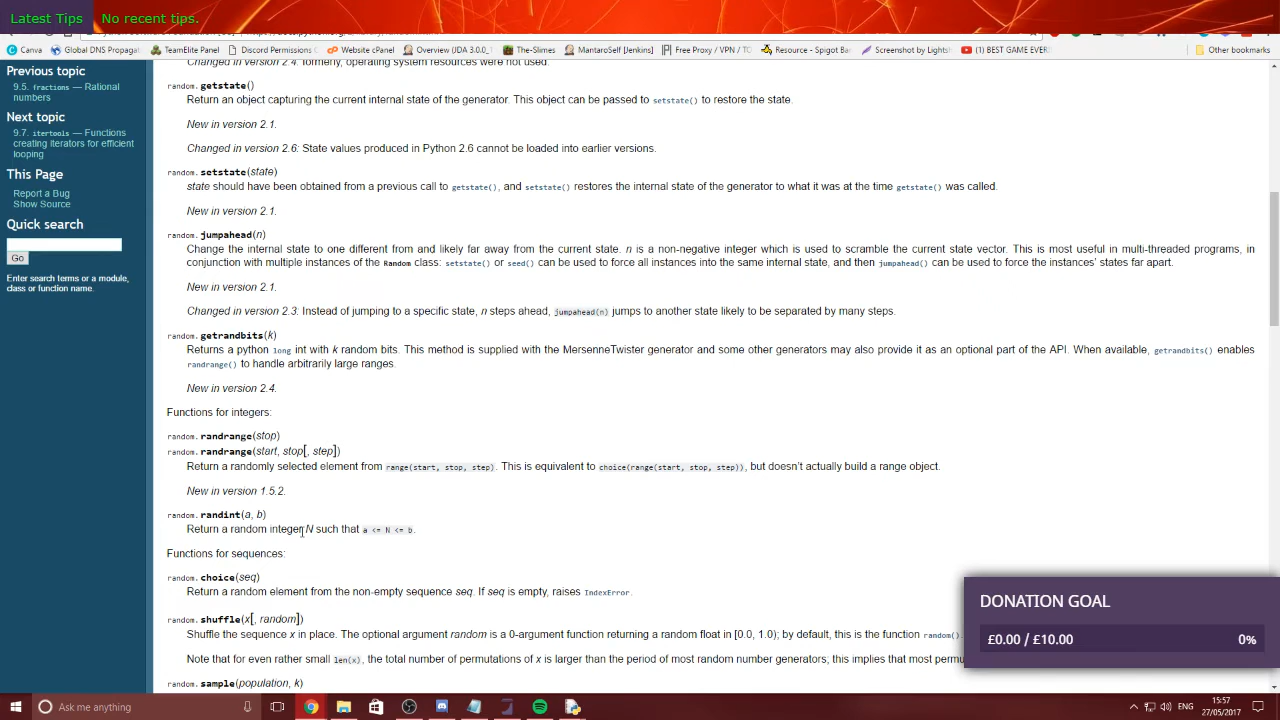 Latest Tips No recent tips.
Canva Global DNS Propagat TeamElite Panel Discord Permissions Website cPanel Overview (JDA 3.0.0_ The-Slimes MantaroSelf [Jenkins] Free Proxy / VPN / TO Resource - Spigot Bar Screenshot by Lights (1) BEST GAME EVER Other bookmarks
Previous topic
9.5. fractions — Rational
numbers
Next topic
9.7. itertools — Functions
creating iterators for efficient
looping
This Page
Report a Bug
Show Source
Quick search
Go
Enter search terms or a module,
class or function name.
Changed in version 2.4: formerly, operating system resources were not used.
random.getstate()
Return an object capturing the current internal state of the generator. This object can be passed to setstate() to restore the state.
New in version 2.1.
Changed in version 2.6: State values produced in Python 2.6 cannot be loaded into earlier versions.
random.setstate(state)
state should have been obtained from a previous call to getstate(), and setstate() restores the internal state of the generator to what it was at the time getstate() was called.
New in version 2.1.
random.jumpahead(n)
Change the internal state to one different from and likely far away from the current state. n is a non-negative integer which is used to scramble the current state vector. This is most useful in multi-threaded programs, in
conjunction with multiple instances of the Random class: setstate() or seed() can be used to force all instances into the same internal state, and then jumpahead() can be used to force the instances' states far apart.
New in version 2.1.
Changed in version 2.3: Instead of jumping to a specific state, n steps ahead, jumpahead(n) jumps to another state likely to be separated by many steps.
random.getrandbits(k)
Returns a python long int with k random bits. This method is supplied with the MersenneTwister generator and some other generators may also provide it as an optional part of the API. When available, getrandbits() enables
randrange() to handle arbitrarily large ranges.
New in version 2.4.
Functions for integers:
random.randrange(stop)
random.randrange(start, stop[, step])
Return a randomly selected element from range(start, stop, step). This is equivalent to choice(range(start, stop, step)), but doesn't actually build a range object.
New in version 1.5.2.
random.randint(a, b)
Return a random integer N such that a <= N <= b.
Functions for sequences:
random.choice(seq)
Return a random element from the non-empty sequence seq. If seq is empty, raises IndexError.
random.shuffle(x[, random])
Shuffle the sequence x in place. The optional argument random is a 0-argument function returning a random float in [0.0, 1.0); by default, this is the function random().
Note that for even rather small len(x), the total number of permutations of x is larger than the period of most random number generators; this implies that most permu
random.sample(population, k)
DONATION GOAL
£0.00 / £10.00 0%
Ask me anything
ENG
15:57
27/05/2017